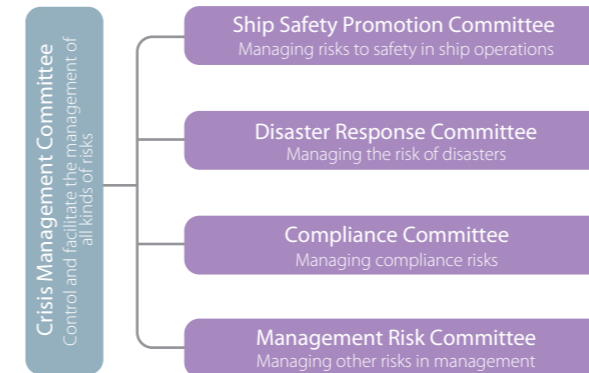 Crisis Management Committee
Control and facilitate the management of
all kinds of risks
Ship Safety Promotion Committee
Managing risks to safety in ship operations
Disaster Response Committee
Managing the risk of disasters
Compliance Committee
Managing compliance risks
Management Risk Committee
Managing other risks in management